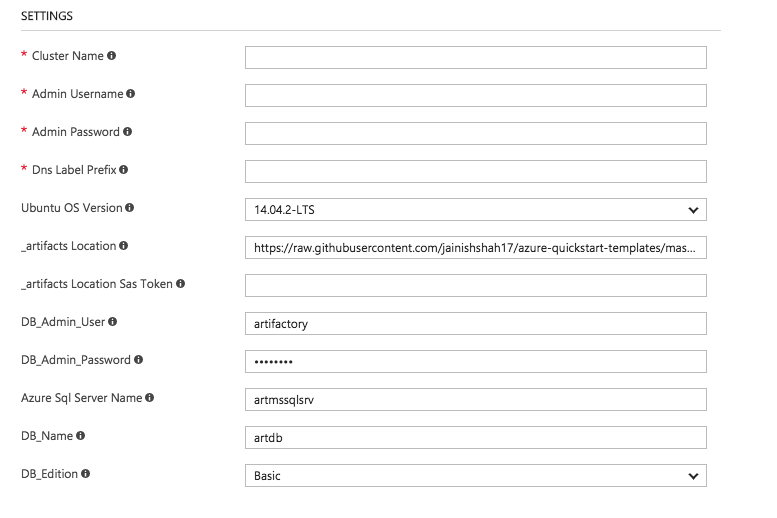 SETTINGS
* Cluster Name
* Admin Username
* Admin Password
* Dns Label Prefix
Ubuntu OS Version 14.04.2-LTS
_artifacts Location https://raw.githubusercontent.com/jainishshah17/azure-quickstart-templates/mas...
_artifacts Location Sas Token
DB_Admin_User artifactory
DB_Admin_Password ••••••••
Azure Sql Server Name artmssqlsrv
DB_Name artdb
DB_Edition Basic